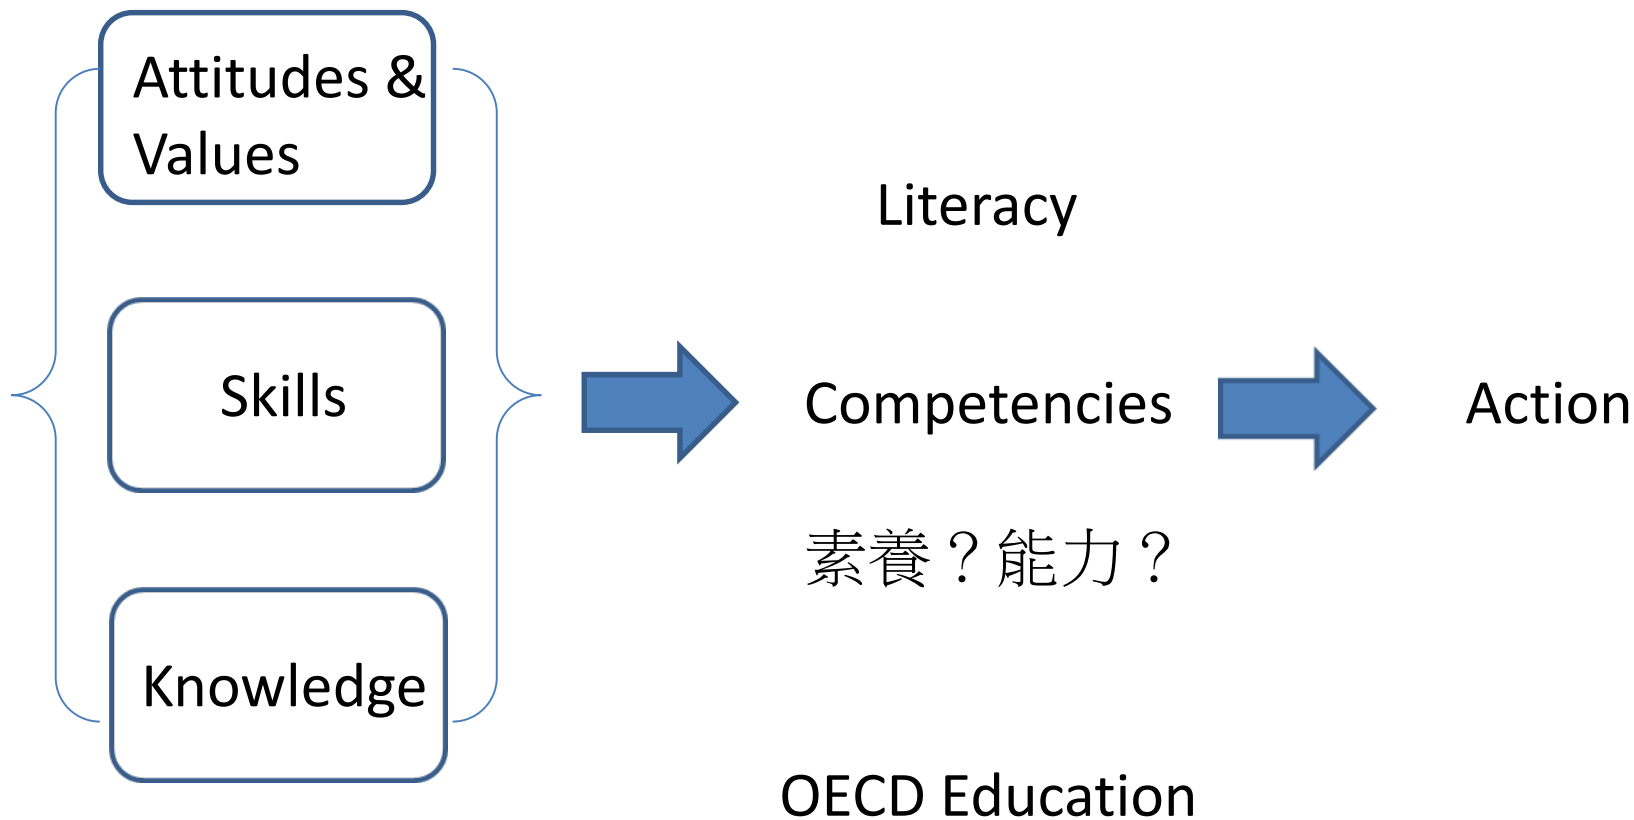 Attitudes &
Values
Skills
Knowledge
Literacy
Competencies
素養？能力？
OECD Education
Action